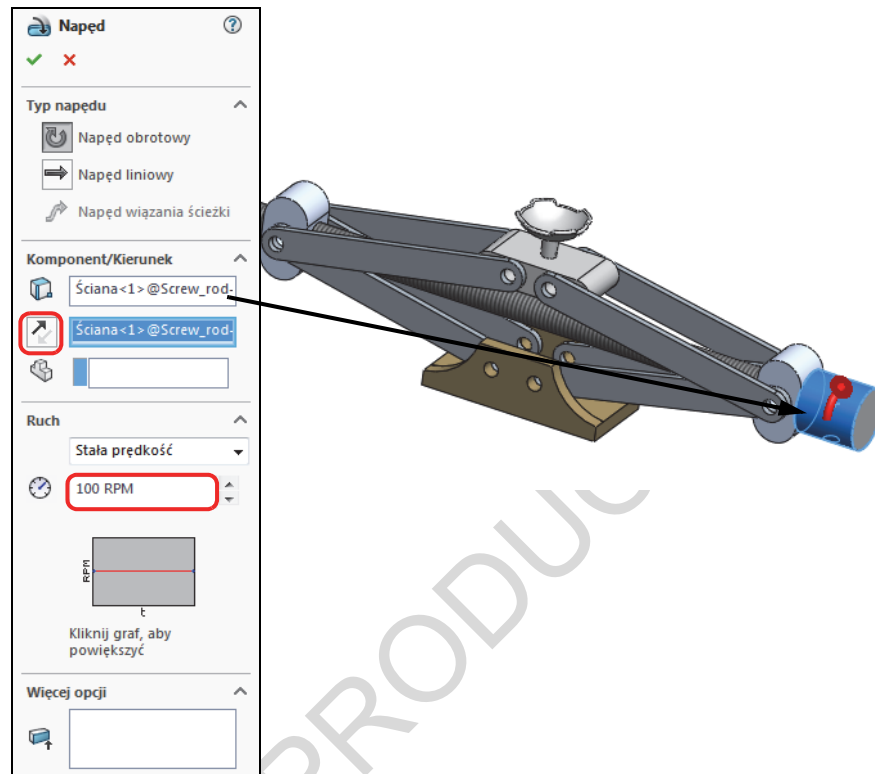 Napęd
Typ napędu
Napęd obrotowy
Napęd liniowy
Napęd wiązania ścieżki
Komponent/Kierunek
Ściana<1>@Screw_rod-
Ściana<1>@Screw_rod-
Ruch
Stała prędkość
100 RPM
RPM
t
Kliknij graf, aby
powiększyć
Więcej opcji
PRODUC